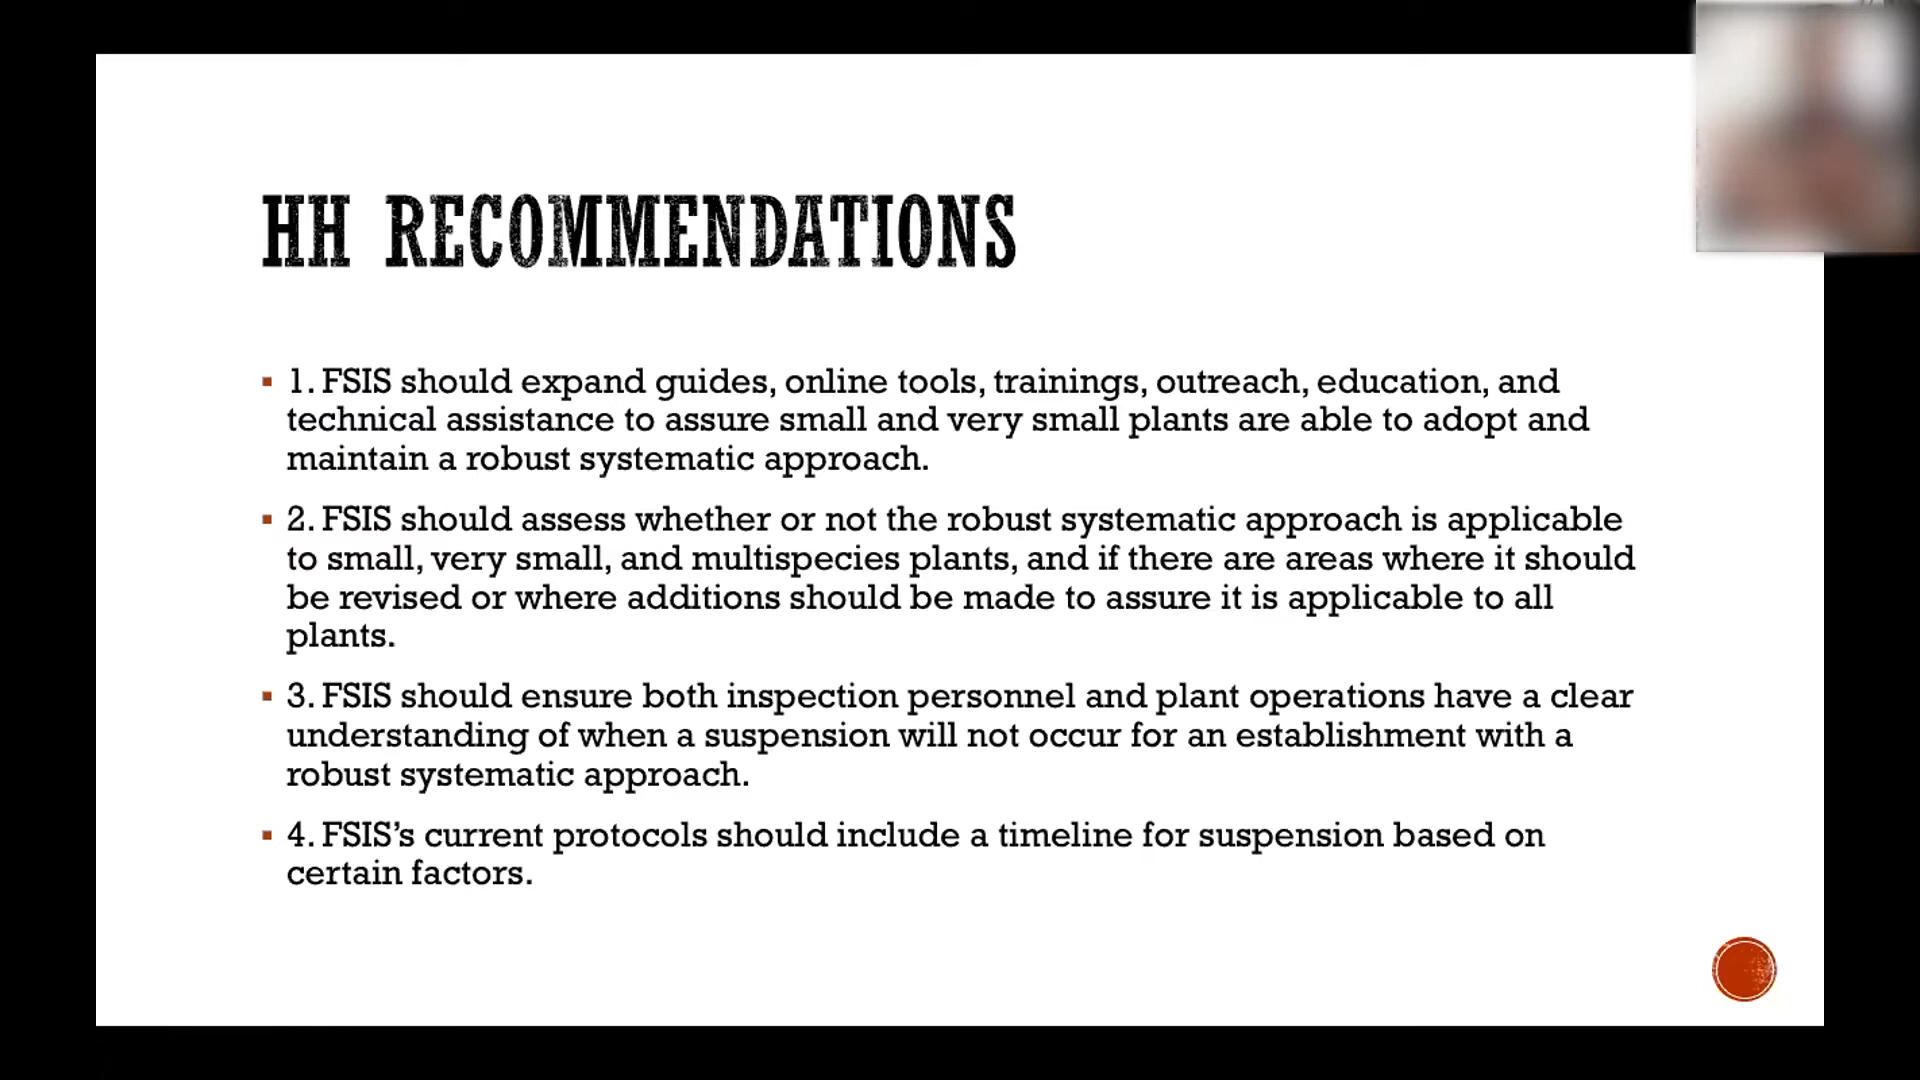 HH RECOMMENDATIONS
▪ 1. FSIS should expand guides, online tools, trainings, outreach, education, and
technical assistance to assure small and very small plants are able to adopt and
maintain a robust systematic approach.
▪ 2. FSIS should assess whether or not the robust systematic approach is applicable
to small, very small, and multispecies plants, and if there are areas where it should
be revised or where additions should be made to assure it is applicable to all
plants.
▪ 3. FSIS should ensure both inspection personnel and plant operations have a clear
understanding of when a suspension will not occur for an establishment with a
robust systematic approach.
▪ 4. FSIS’s current protocols should include a timeline for suspension based on
certain factors.